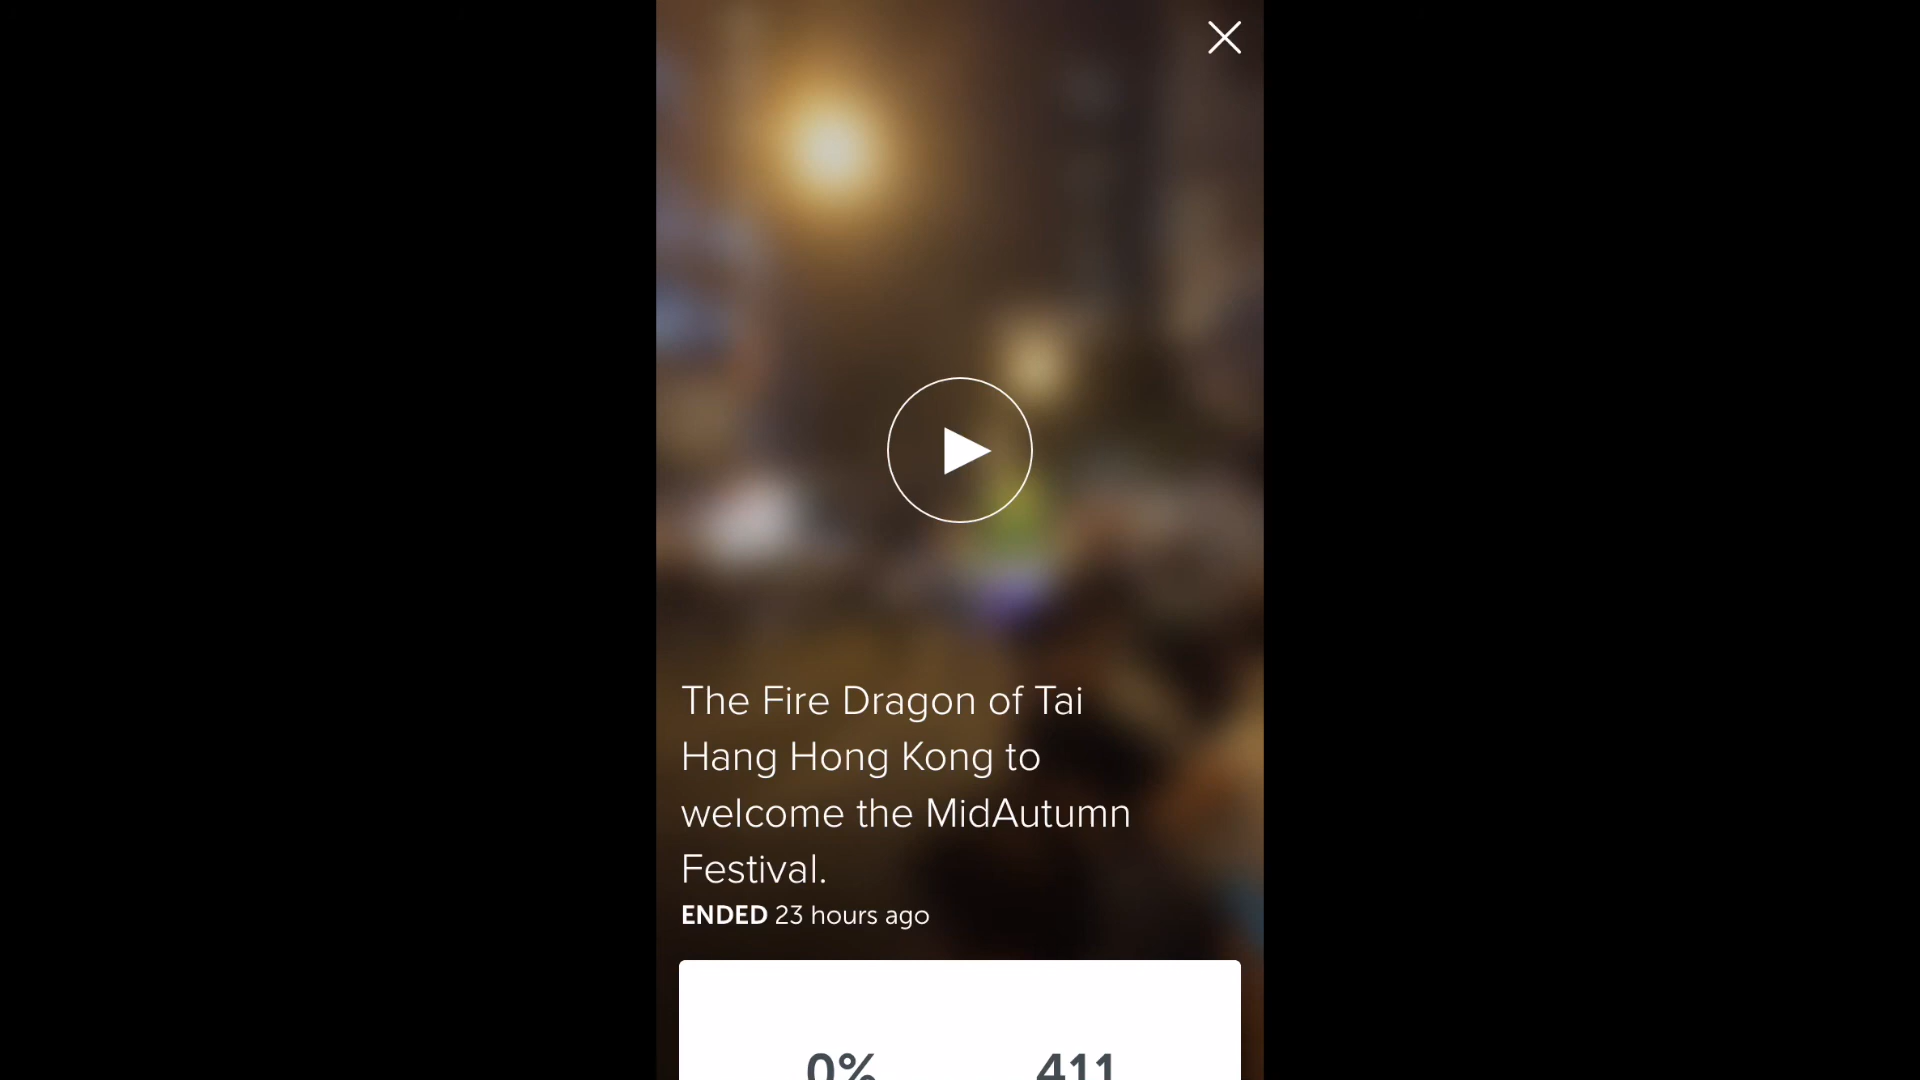 The Fire Dragon of Tai
Hang Hong Kong to
welcome the MidAutumn
Festival.
ENDED 23 hours ago
0% 411